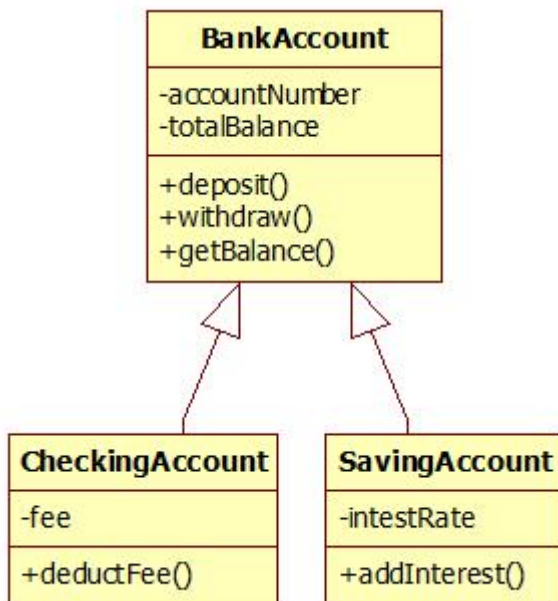 BankAccount
-accountNumber
-totalBalance
+deposit()
+withdraw()
+getBalance()
CheckingAccount
-fee
+deductFee()
SavingAccount
-intestRate
+addInterest()